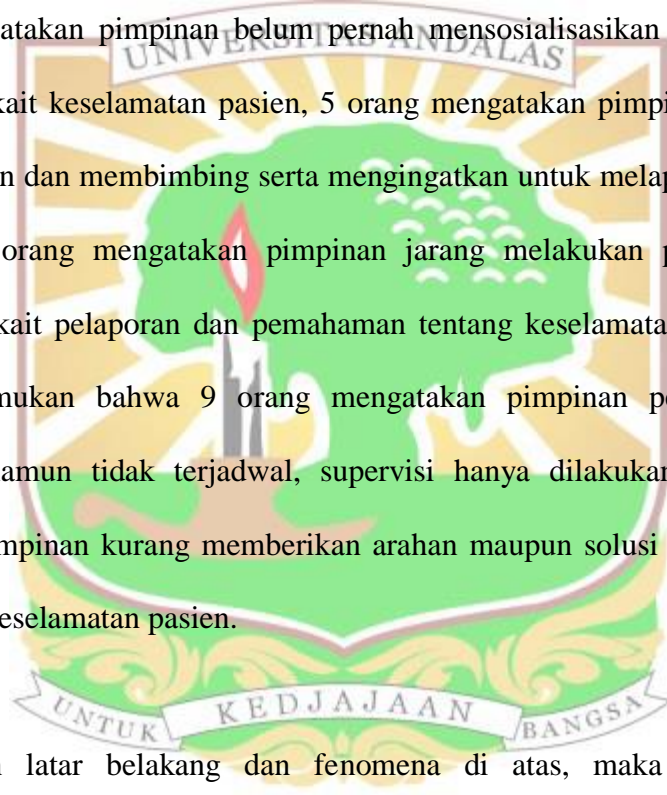 atakan pimpinan belum pernah mensosialisasikan
UNIVERSITAS ANDALAS
kait keselamatan pasien, 5 orang mengatakan pimpi
n dan membimbing serta mengingatkan untuk melap
orang mengatakan pimpinan jarang melakukan p
kait pelaporan dan pemahaman tentang keselamata
mukan bahwa 9 orang mengatakan pimpinan pe
namun tidak terjadwal, supervisi hanya dilakukan
mpinan kurang memberikan arahan maupun solusi
keselamatan pasien.
UNTUK KEDJAJAAN BANGSA
n latar belakang dan fenomena di atas, maka